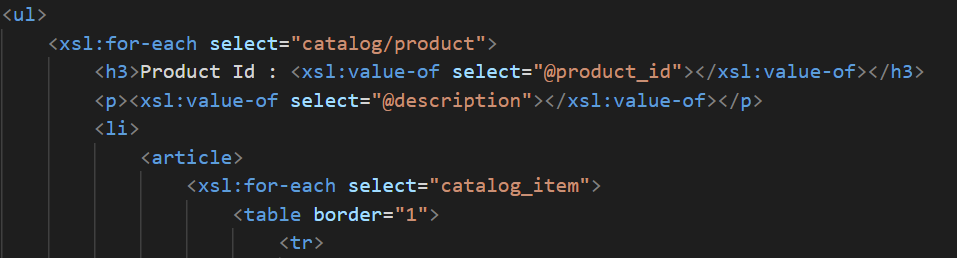 <ul>
<xsl:for-each select="catalog/product">
<h3>Product Id : <xsl:value-of select="@product_id"></xsl:value-of></h3>
<p><xsl:value-of select="@description"></xsl:value-of></p>
<li>
<article>
<xsl:for-each select="catalog_item">
<table border="1">
<tr>